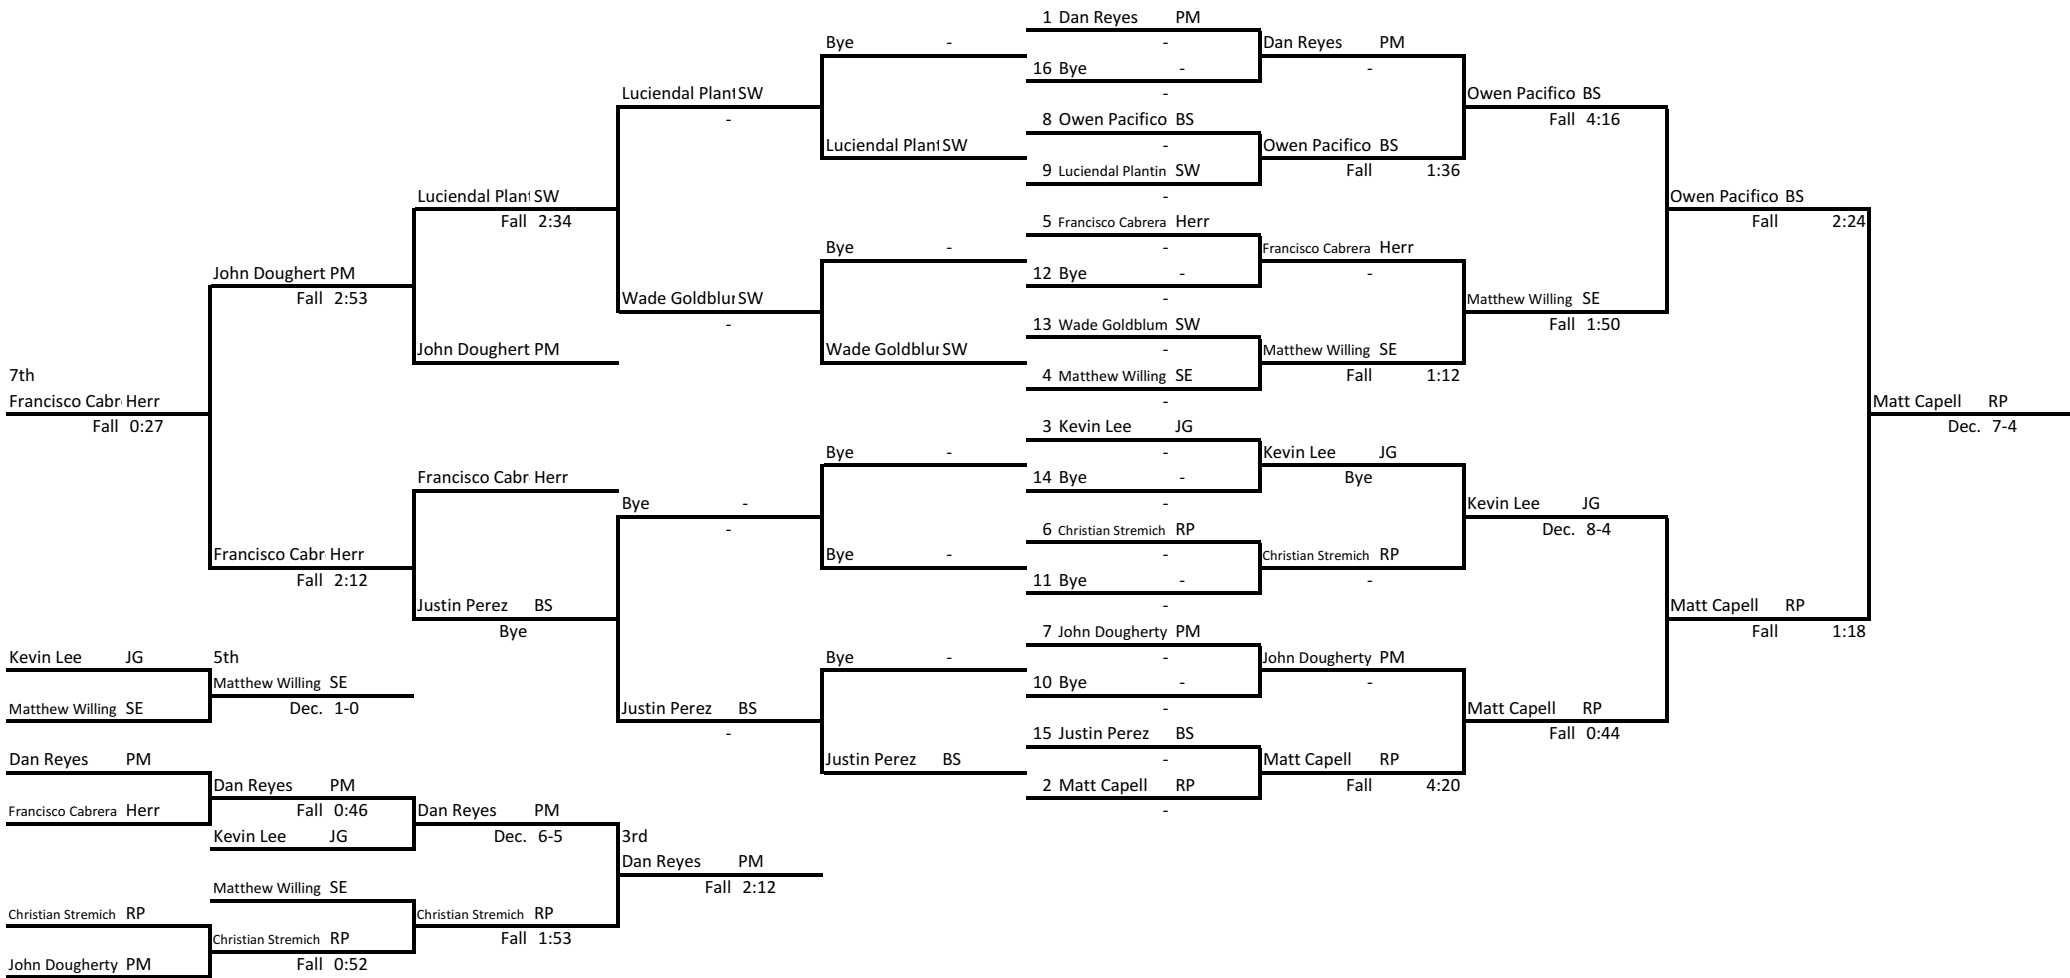 1 Dan Reyes PM
Bye - - Dan Reyes PM
16 Bye - -
Luciendal Plant SW - Owen Pacifico BS
- 8 Owen Pacifico BS Fall 4:16
Luciendal Plant SW - Owen Pacifico BS
9 Luciendal Plantin SW Fall 1:36
Luciendal Plant SW - Owen Pacifico BS
Fall 2:34 5 Francisco Cabrera Herr Fall 2:24
Bye - - Francisco Cabrera Herr
John Doughert PM 12 Bye - -
Fall 2:53 Wade Goldblur SW - Matthew Willing SE
- 13 Wade Goldblum SW Fall 1:50
John Doughert PM Wade Goldblur SW - Matthew Willing SE
7th 4 Matthew Willing SE Fall 1:12
Francisco Cabr Herr - Matt Capell RP
Fall 0:27 3 Kevin Lee JG Dec. 7-4
Bye - - Kevin Lee JG
Francisco Cabr Herr 14 Bye - Bye
Bye - - Kevin Lee JG
- 6 Christian Stremich RP Dec. 8-4
Francisco Cabr Herr Bye - - Christian Stremich RP
Fall 2:12 11 Bye - -
Justin Perez BS - Matt Capell RP
Bye 7 John Dougherty PM Fall 1:18
Kevin Lee JG 5th Bye - - John Dougherty PM
Matthew Willing SE 10 Bye - -
Matthew Willing SE Dec. 1-0 Justin Perez BS - Matt Capell RP
- 15 Justin Perez BS Fall 0:44
Dan Reyes PM Justin Perez BS - Matt Capell RP
Dan Reyes PM 2 Matt Capell RP Fall 4:20
Francisco Cabrera Herr Fall 0:46 Dan Reyes PM -
Kevin Lee JG Dec. 6-5 3rd
Dan Reyes PM
Matthew Willing SE Fall 2:12
Christian Stremich RP Christian Stremich RP
Christian Stremich RP Fall 1:53
John Dougherty PM Fall 0:52